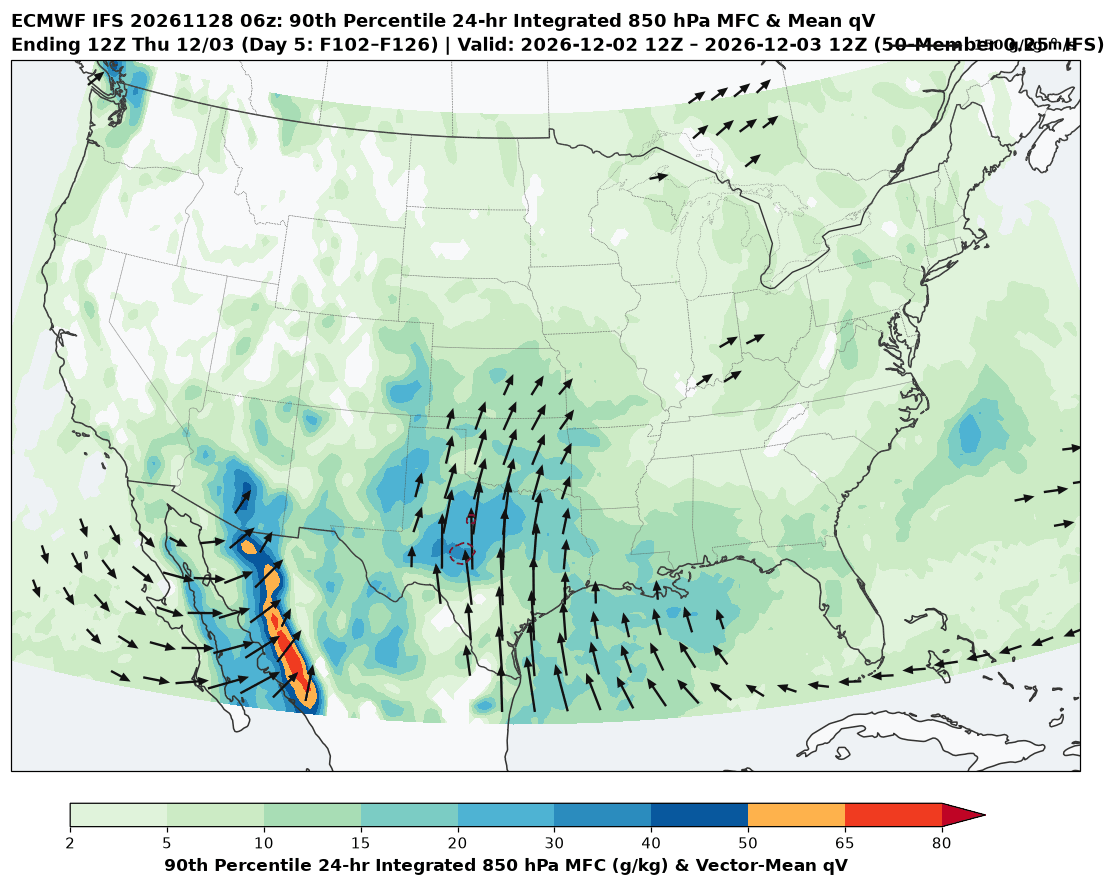 ECMWF IFS 20261128 06z: 90th Percentile 24-hr Integrated 850 hPa MFC & Mean qV
Ending 12Z Thu 12/03 (Day 5: F102–F126) | Valid: 2026-12-02 12Z – 2026-12-03 12Z (50-Member 0.25° IFS)
2 5 10 15 20 30 40 50 65 80
90th Percentile 24-hr Integrated 850 hPa MFC (g/kg) & Vector-Mean qV